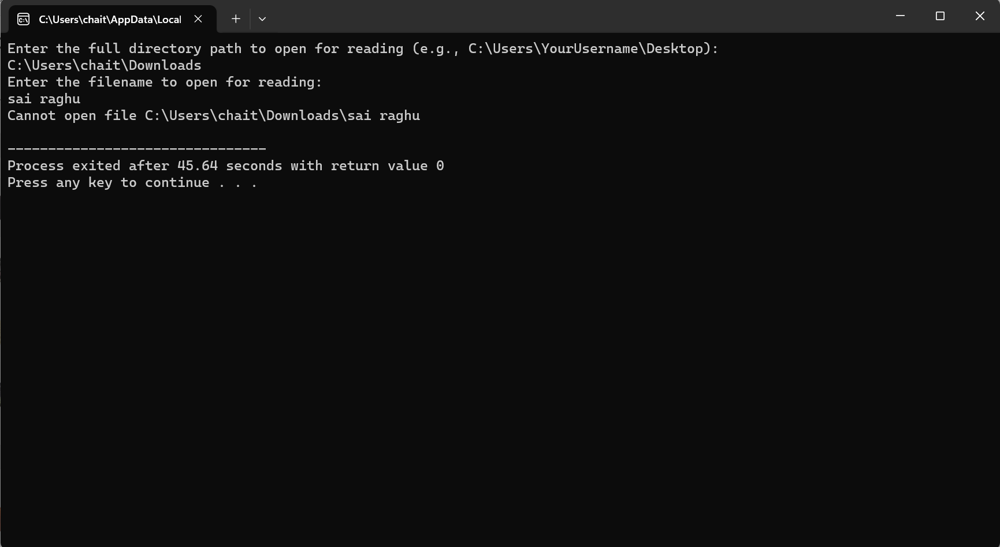 C:\Users\chait\AppData\Local
Enter the full directory path to open for reading (e.g., C:\Users\YourUsername\Desktop):
C:\Users\chait\Downloads
Enter the filename to open for reading:
sai raghu
Cannot open file C:\Users\chait\Downloads\sai raghu
--------------------------------
Process exited after 45.64 seconds with return value 0
Press any key to continue . . .